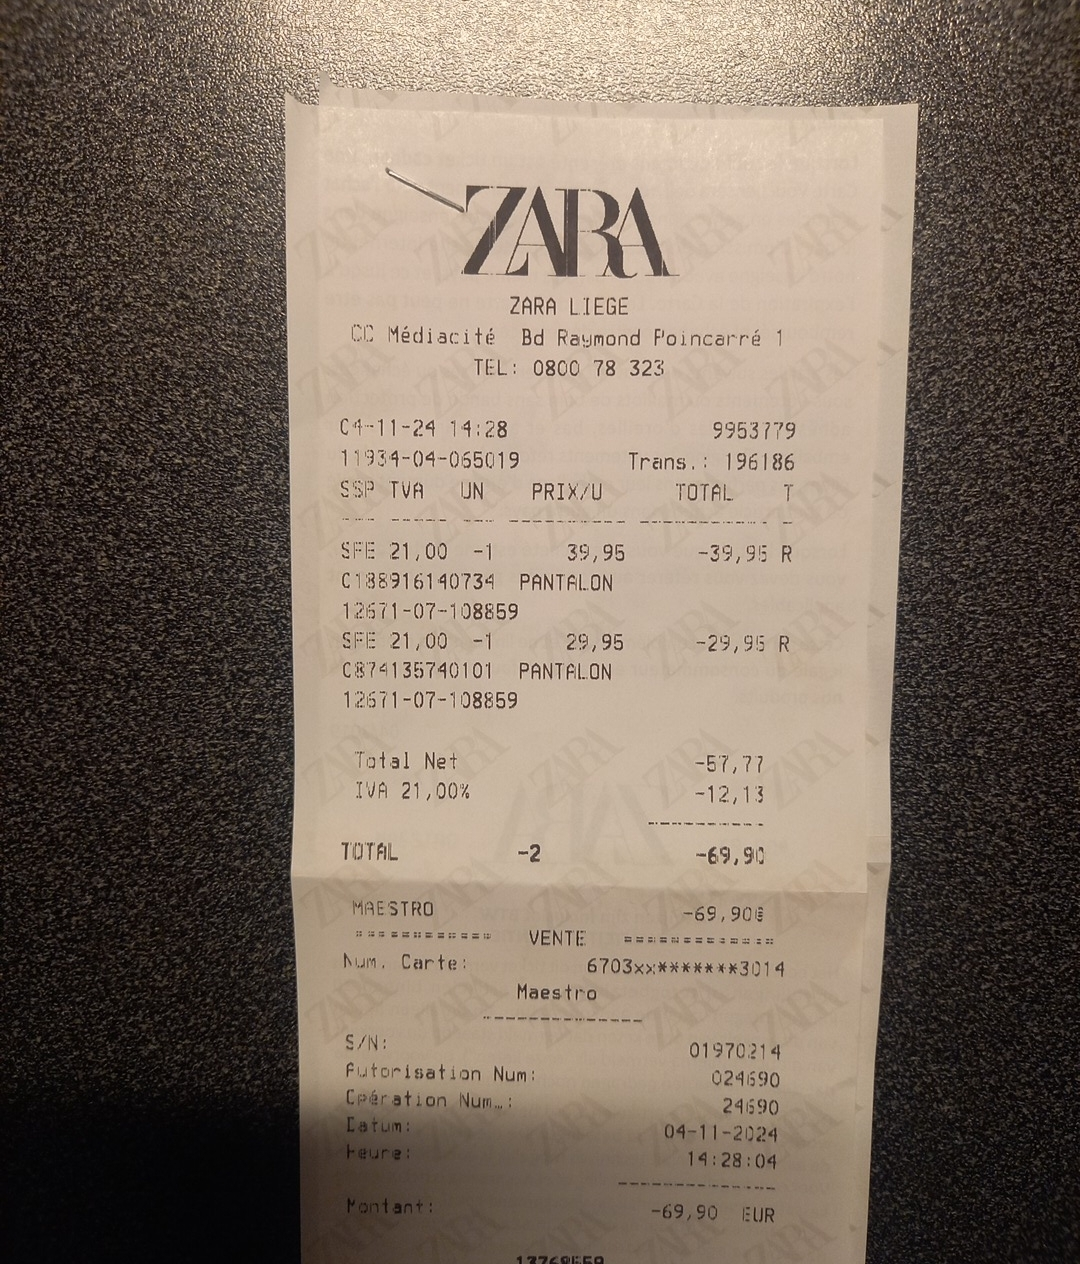 ZARA
ZARA LIEGE
CC Médiacité Bd Raymond Poincarré 1
TEL: 0800 78 323
04-11-24 14:28 9953779
11934-04-065019 Trans.: 196186
SSP TVA UN PRIX/U TOTAL T
SFE 21,00 -1 39,95 -39,95 R
C188916140734 PANTALON
12671-07-108859
SFE 21,00 -1 29,95 -29,95 R
C874135740101 PANTALON
12671-07-108859
Total Net -57,77
IVA 21,00% -12,13
TOTAL -2 -69,90
MAESTRO -69,90€
=========== VENTE ============
Num. Carte: 6703xx*******3014
Maestro
S/N: 01970214
Autorisation Num: 024690
Opération Num.: 24690
Datum: 04-11-2024
Heure: 14:28:04
Montant: -69,90 EUR